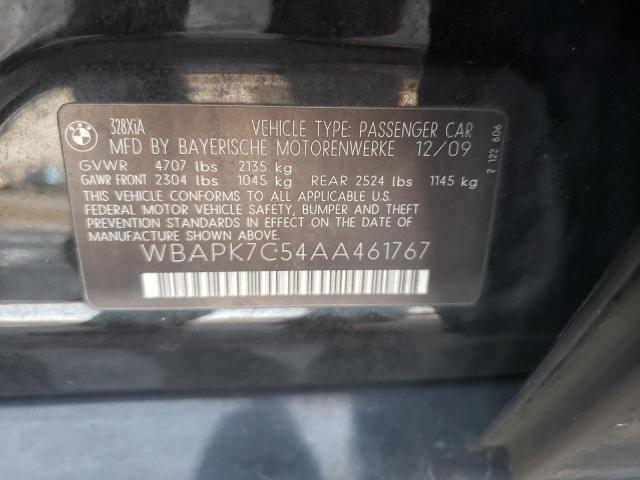 BMW
328XiA VEHICLE TYPE: PASSENGER CAR
MFD BY BAYERISCHE MOTORENWERKE 12/09
GVWR 4707 lbs 2135 kg
GAWR FRONT 2304 lbs 1045 kg REAR 2524 lbs 1145 kg
THIS VEHICLE CONFORMS TO ALL APPLICABLE U.S.
FEDERAL MOTOR VEHICLE SAFETY, BUMPER AND THEFT
PREVENTION STANDARDS IN EFFECT ON THE DATE OF
MANUFACTURE SHOWN ABOVE.
WBAPK7C54AA461767
2 122 606